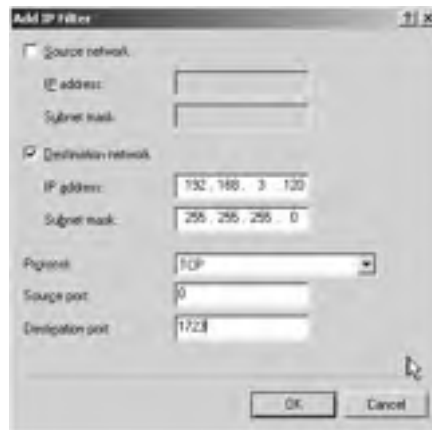 Add IP Filter ? x
Source network
IP address:
Subnet mask:
Destination network
IP address: 192 . 168 . 3 . 120
Subnet mask: 255 . 255 . 255 . 0
Protocol: TCP
Source port: 0
Destination port: 1723
OK Cancel